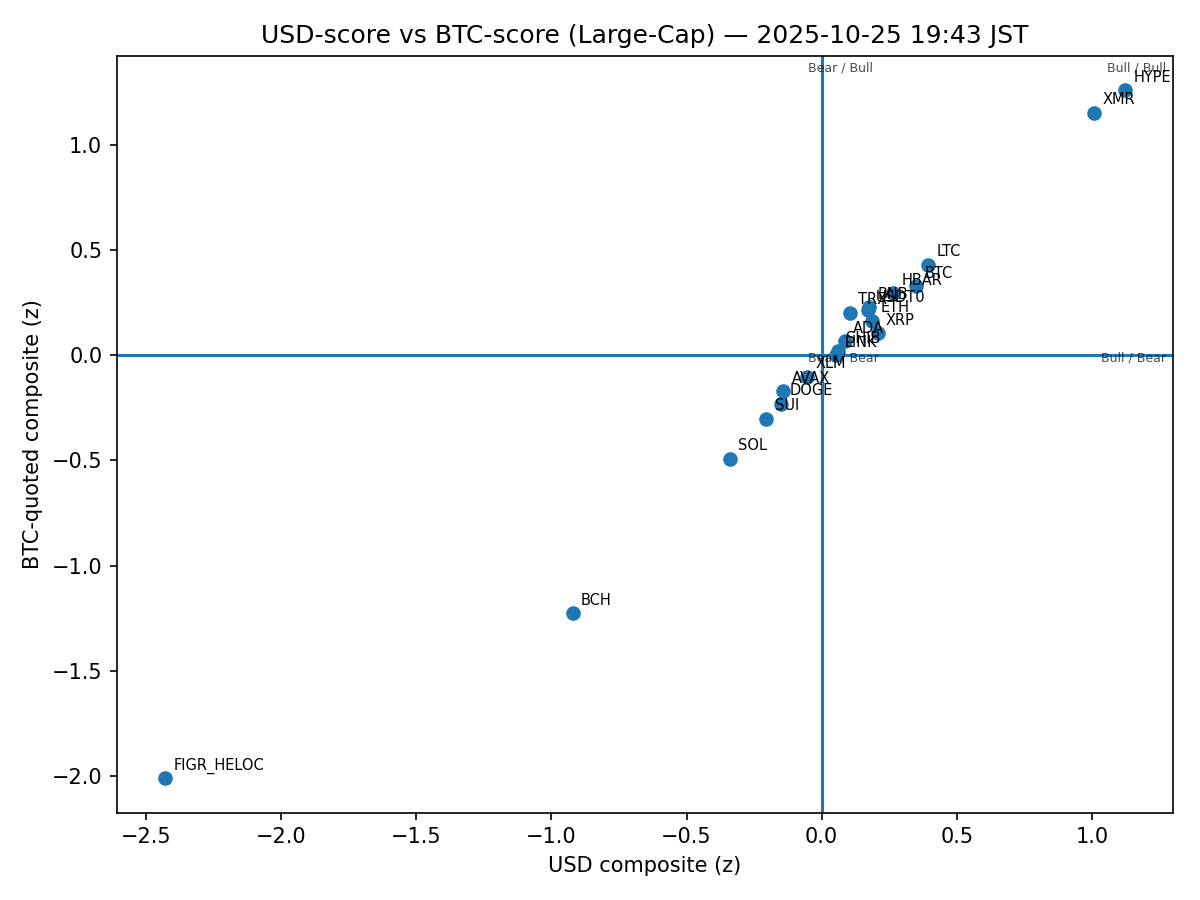 USD-score vs BTC-score (Large-Cap) — 2025-10-25 19:43 JST
Bear / Bull
Bull / Bull
HYPE
XMR
1.0
LTC
0.5
BTC
HBAR
TRX
ETH
XRP
ADA
LINK
0.0
Bull / Bear
XLM
AVAX
DOGE
SUI
SOL
−0.5
−1.0
BCH
−1.5
FIGR_HELOC
−2.0
BTC-quoted composite (z)
−2.5
−2.0
−1.5
−1.0
−0.5
0.0
0.5
1.0
USD composite (z)